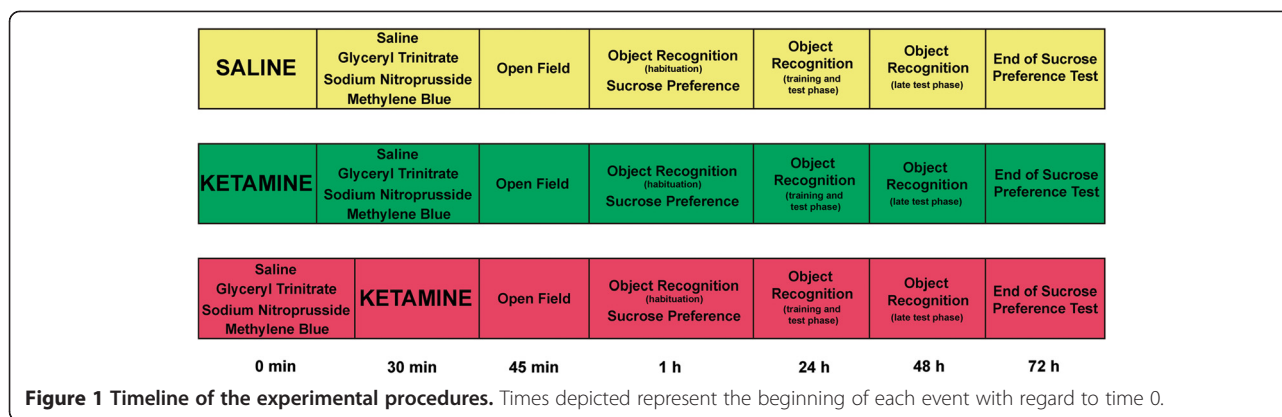 SALINE
Saline
Glyceryl Trinitrate
Sodium Nitroprusside
Methylene Blue
Open Field
Object Recognition
(habituation)
Sucrose Preference
Object
Recognition
(training and
test phase)
Object
Recognition
(late test phase)
End of Sucrose
Preference Test
KETAMINE
Saline
Glyceryl Trinitrate
Sodium Nitroprusside
Methylene Blue
Open Field
Object Recognition
(habituation)
Sucrose Preference
Object
Recognition
(training and
test phase)
Object
Recognition
(late test phase)
End of Sucrose
Preference Test
Saline
Glyceryl Trinitrate
Sodium Nitroprusside
Methylene Blue
KETAMINE
Open Field
Object Recognition
(habituation)
Sucrose Preference
Object
Recognition
(training and
test phase)
Object
Recognition
(late test phase)
End of Sucrose
Preference Test
0 min 30 min 45 min 1 h 24 h 48 h 72 h
Figure 1 Timeline of the experimental procedures. Times depicted represent the beginning of each event with regard to time 0.